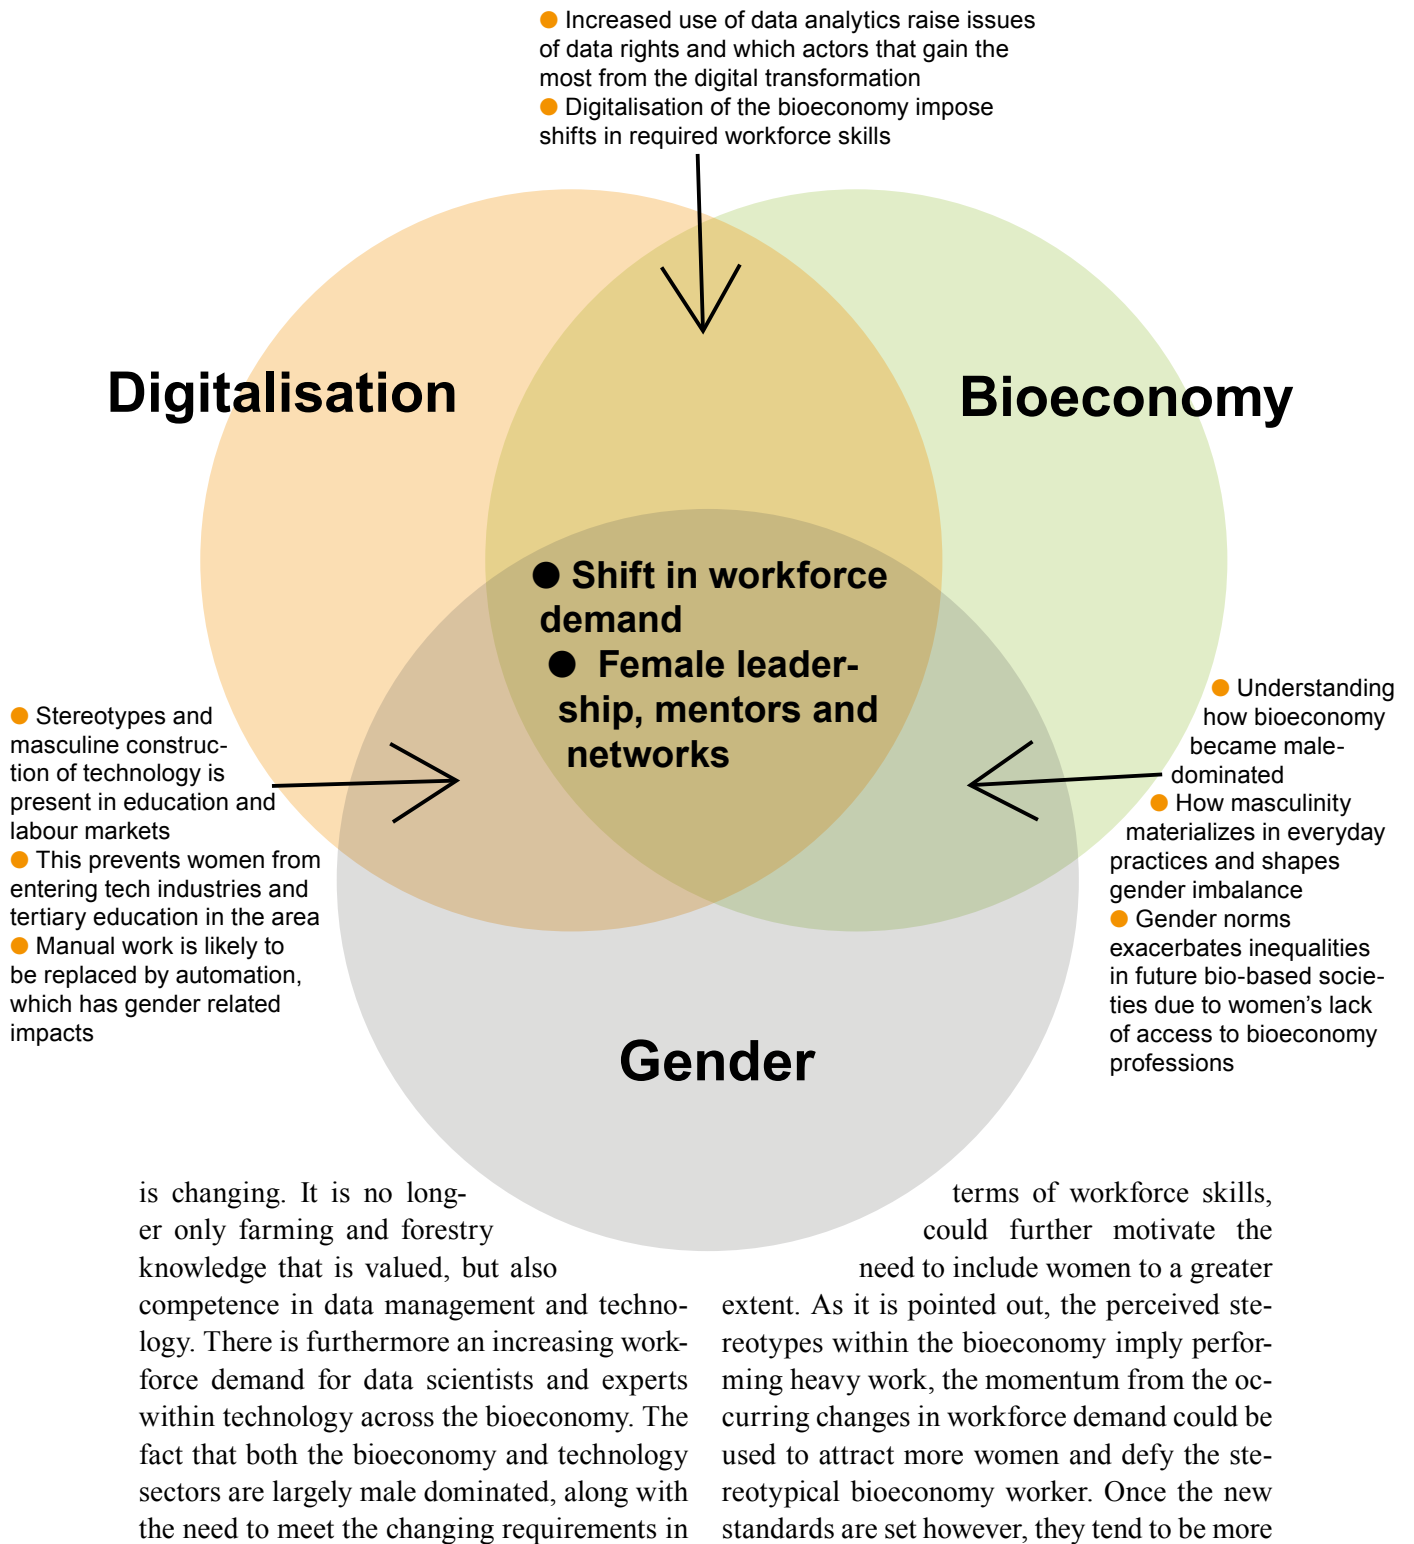 ● Increased use of data analytics raise issues
of data rights and which actors that gain the
most from the digital transformation
● Digitalisation of the bioeconomy impose
shifts in required workforce skills
Digitalisation
Bioeconomy
● Shift in workforce
demand
● Female leader-
ship, mentors and
networks
● Stereotypes and
masculine construc-
tion of technology is
present in education and
labour markets
● This prevents women from
entering tech industries and
tertiary education in the area
● Manual work is likely to
be replaced by automation,
which has gender related
impacts
● Understanding
how bioeconomy
became male-
dominated
● How masculinity
materializes in everyday
practices and shapes
gender imbalance
● Gender norms
exacerbates inequalities
in future bio-based socie-
ties due to women’s lack
of access to bioeconomy
professions
Gender
is changing. It is no long-
er only farming and forestry
knowledge that is valued, but also
competence in data management and techno-
logy. There is furthermore an increasing work-
force demand for data scientists and experts
within technology across the bioeconomy. The
fact that both the bioeconomy and technology
sectors are largely male dominated, along with
the need to meet the changing requirements in
terms of workforce skills,
could further motivate the
need to include women to a greater
extent. As it is pointed out, the perceived ste-
reotypes within the bioeconomy imply perfor-
ming heavy work, the momentum from the oc-
curring changes in workforce demand could be
used to attract more women and defy the ste-
reotypical bioeconomy worker. Once the new
standards are set however, they tend to be more